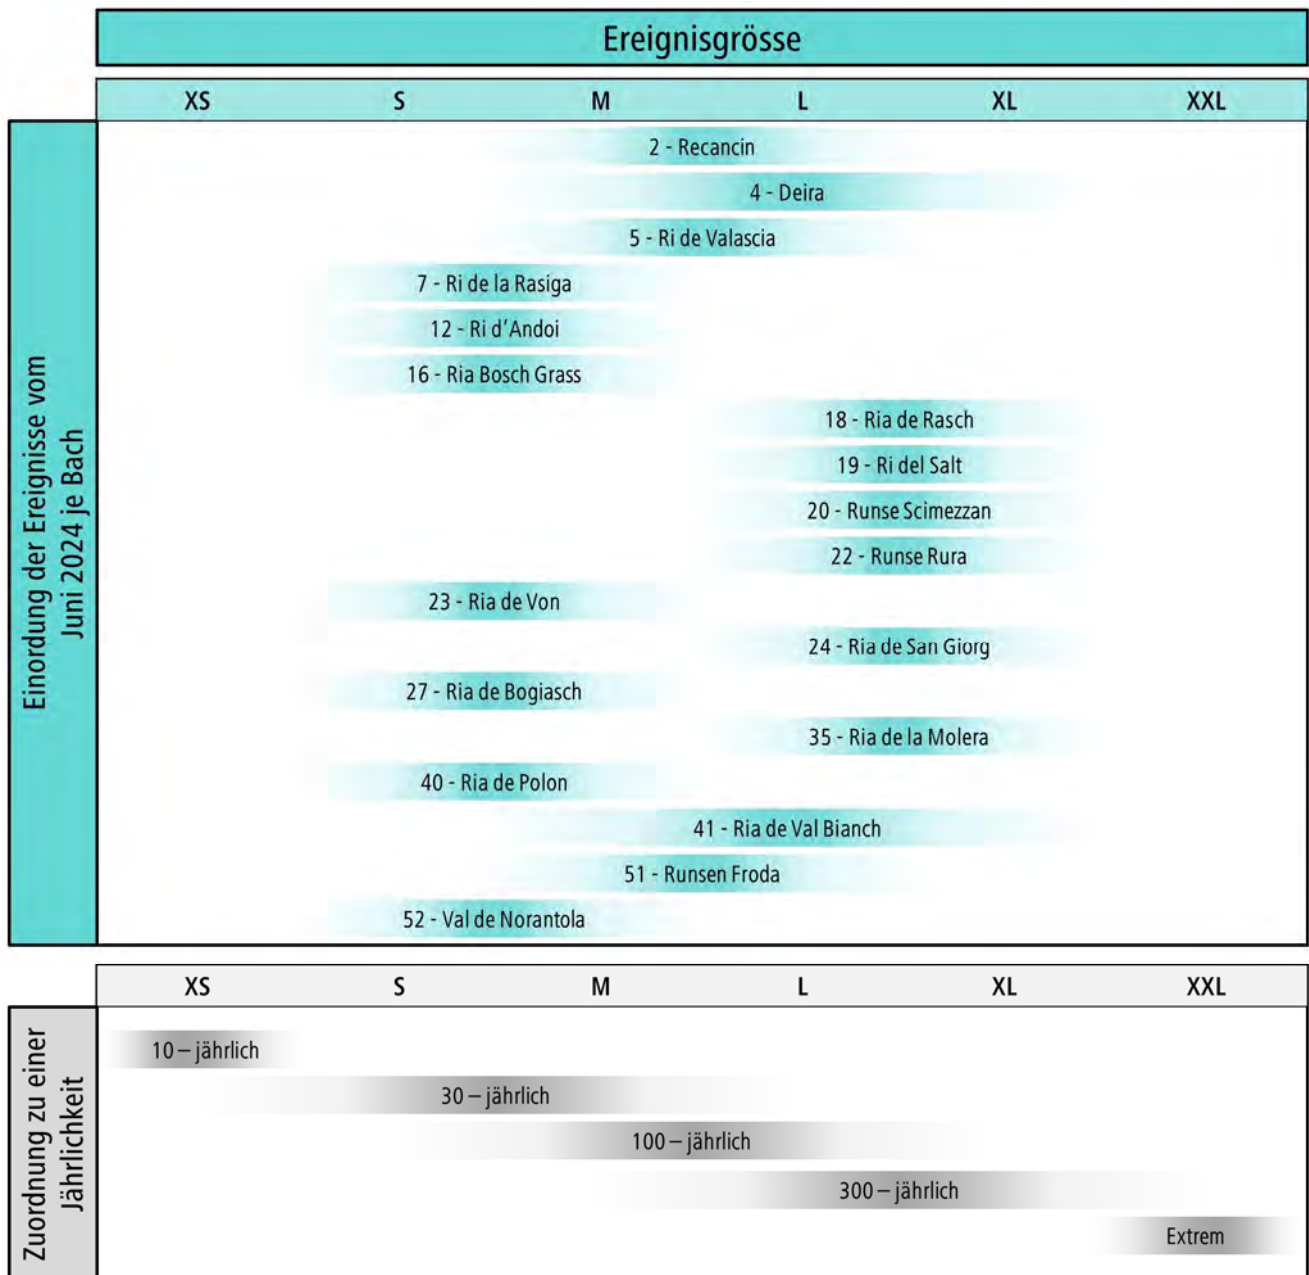 Ereignisgrösse
XS S M L XL XXL
Einordung der Ereignisse vom
Juni 2024 je Bach
2 - Recancin
4 - Deira
5 - Ri de Valascia
7 - Ri de la Rasiga
12 - Ri d’Andoi
16 - Ria Bosch Grass
18 - Ria de Rasch
19 - Ri del Salt
20 - Runse Scimezzan
22 - Runse Rura
23 - Ria de Von
24 - Ria de San Giorg
27 - Ria de Bogiasch
35 - Ria de la Molera
40 - Ria de Polon
41 - Ria de Val Bianch
51 - Runsen Froda
52 - Val de Norantola
XS S M L XL XXL
Zuordnung zu einer
Jährlichkeit
10 – jährlich
30 – jährlich
100 – jährlich
300 – jährlich
Extrem